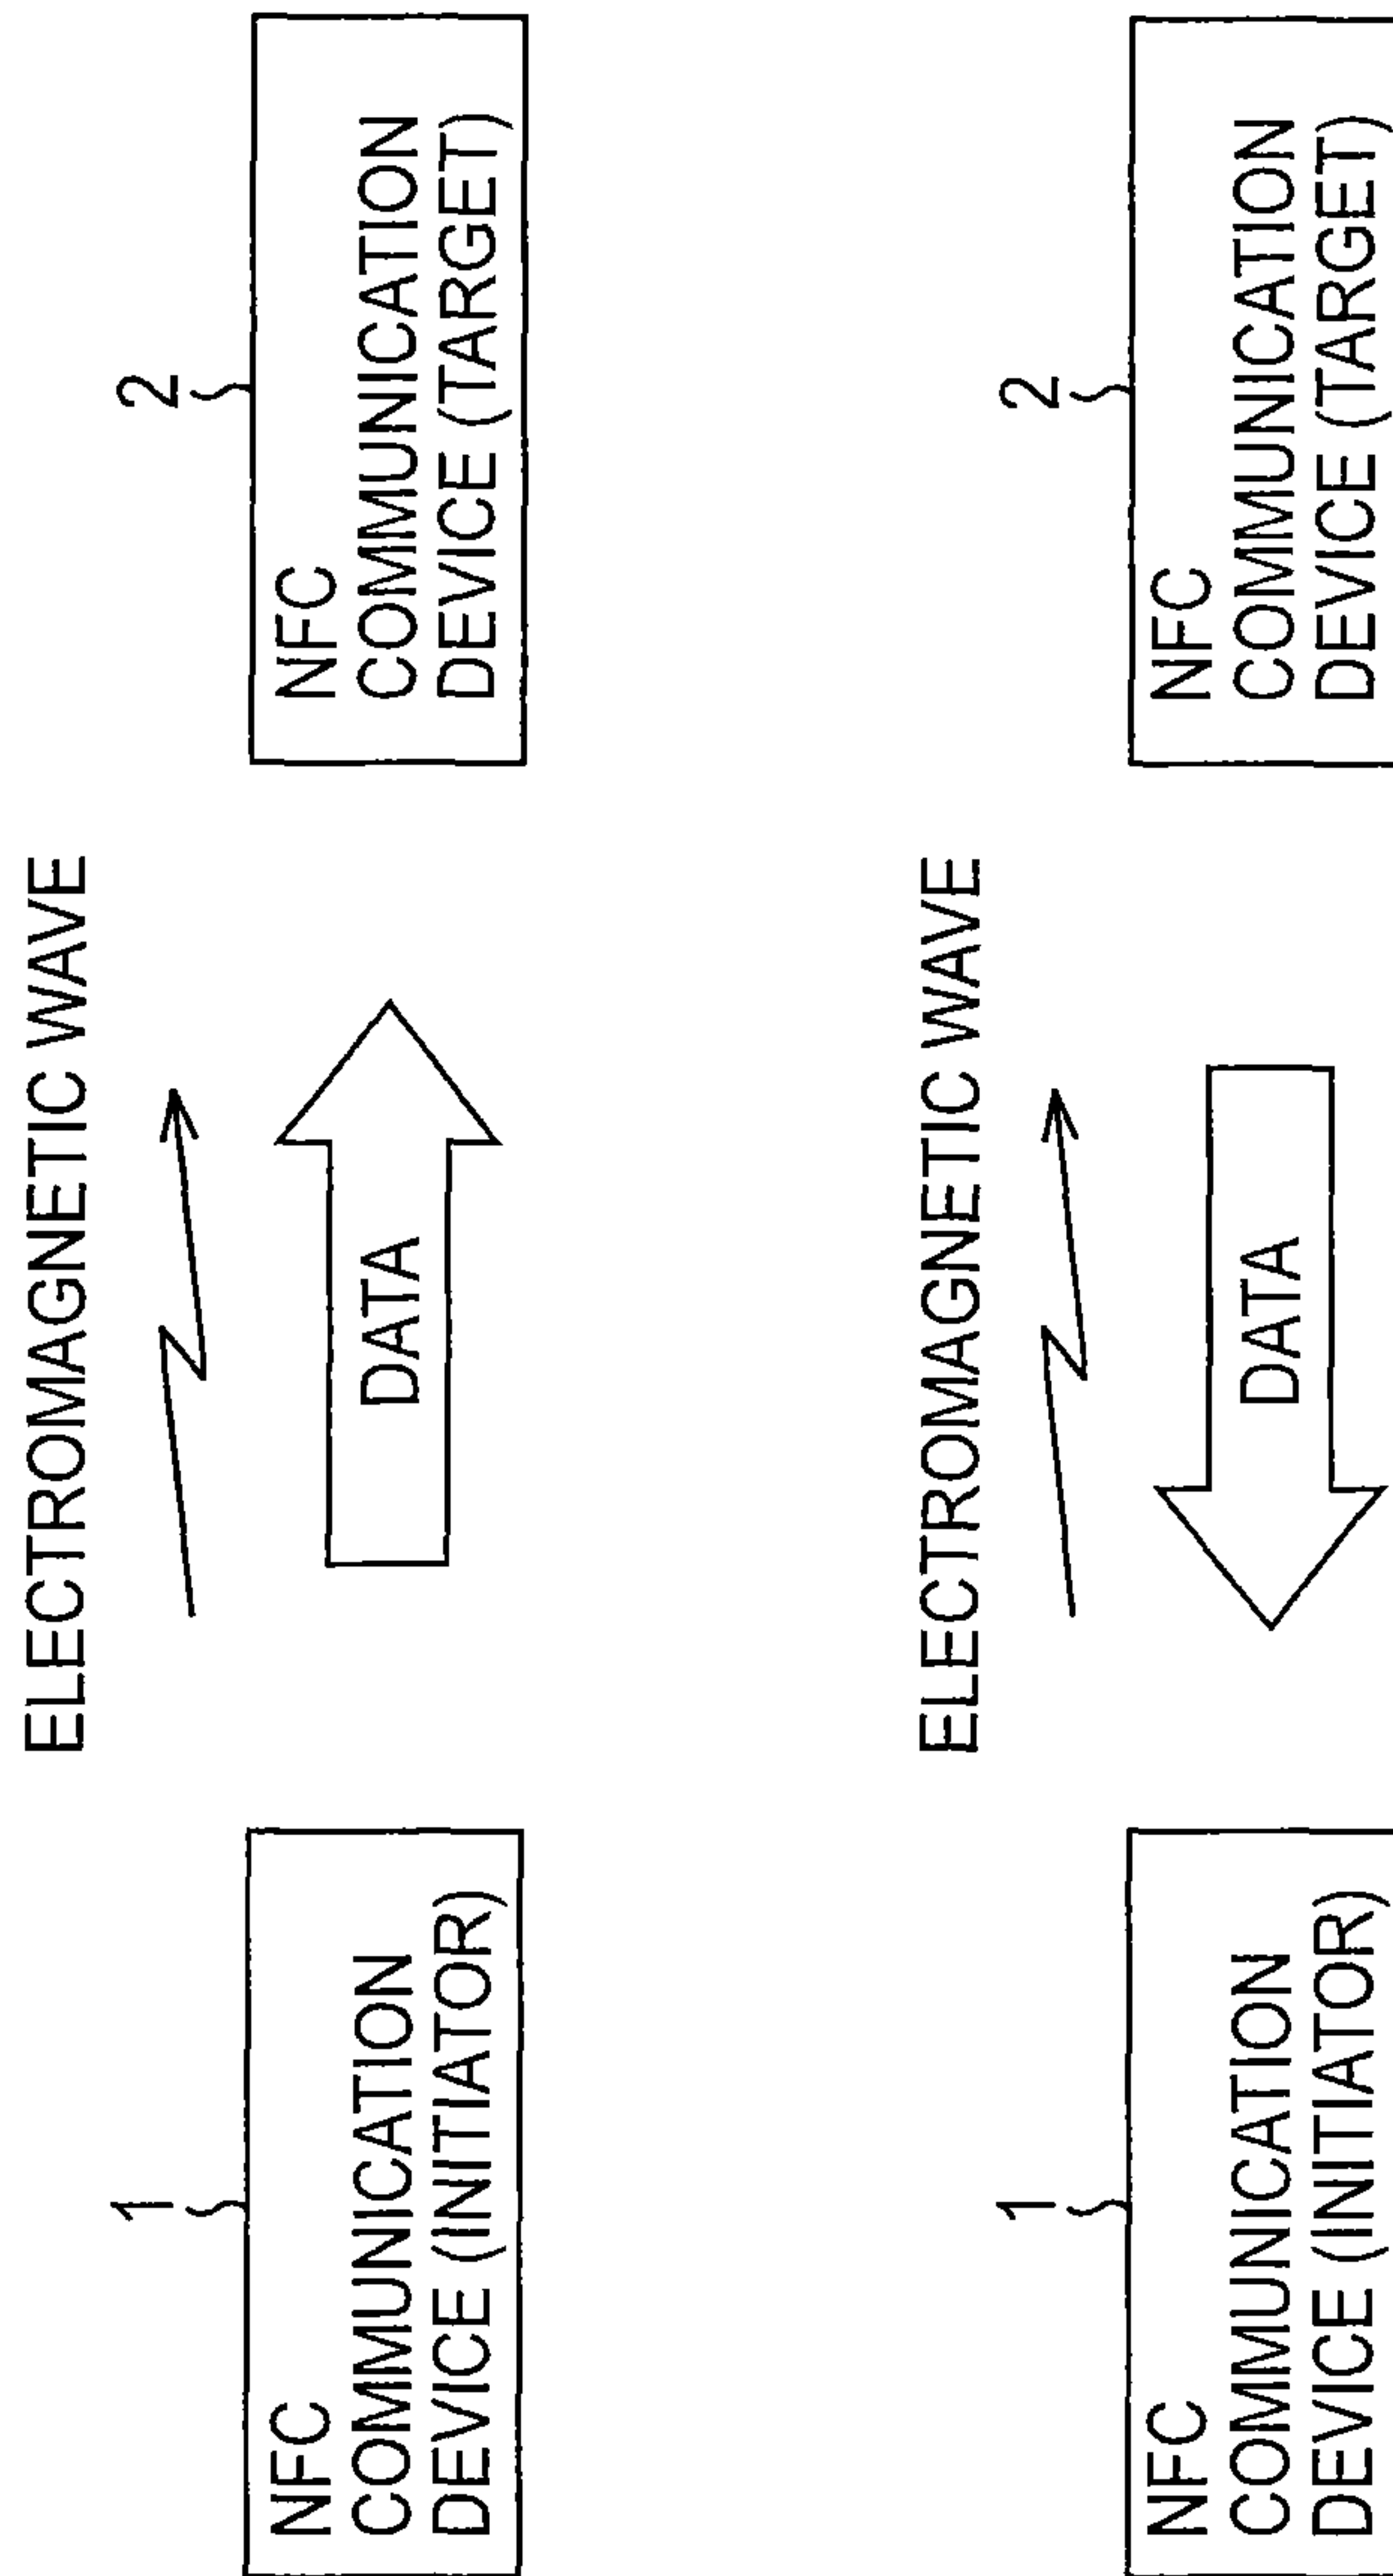 ELECTROMAGNETIC WAVE
1
2
NFC
COMMUNICATION
DEVICE (INITIATOR)
DATA
NFC
COMMUNICATION
DEVICE (TARGET)
ELECTROMAGNETIC WAVE
1
2
NFC
COMMUNICATION
DEVICE (INITIATOR)
DATA
NFC
COMMUNICATION
DEVICE (TARGET)